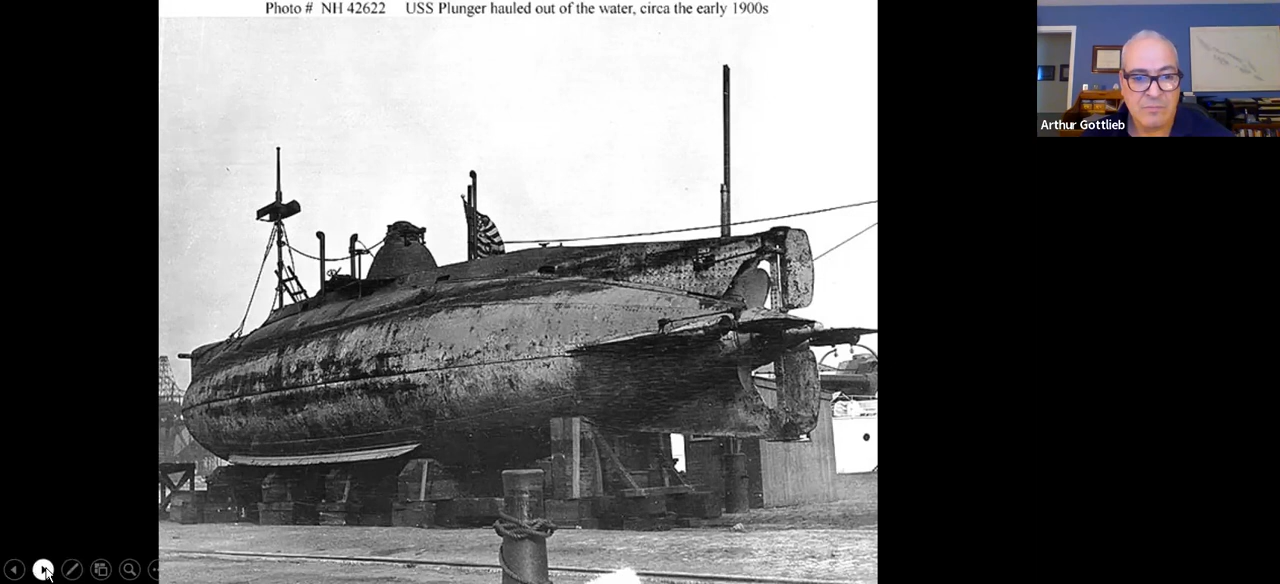 Photo # NH 42622 USS Plunger hauled out of the water, circa the early 1900s
Arthur Gottlieb